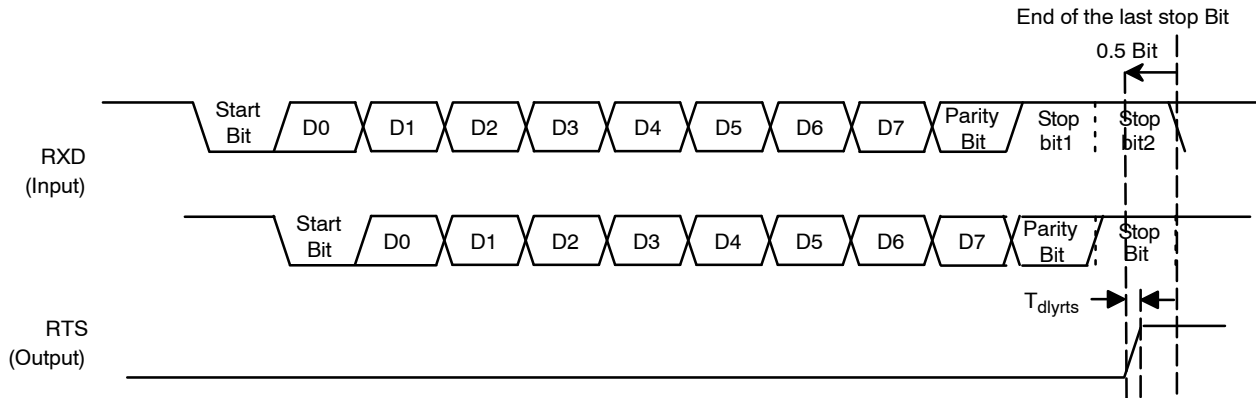 End of the last stop Bit
0.5 Bit
RXD
(Input)
Start
Bit
D0
D1
D2
D3
D4
D5
D6
D7
Parity
Bit
Stop
bit1
Stop
bit2
Start
Bit
D0
D1
D2
D3
D4
D5
D6
D7
Parity
Bit
Stop
Bit
Tdlyrts
RTS
(Output)